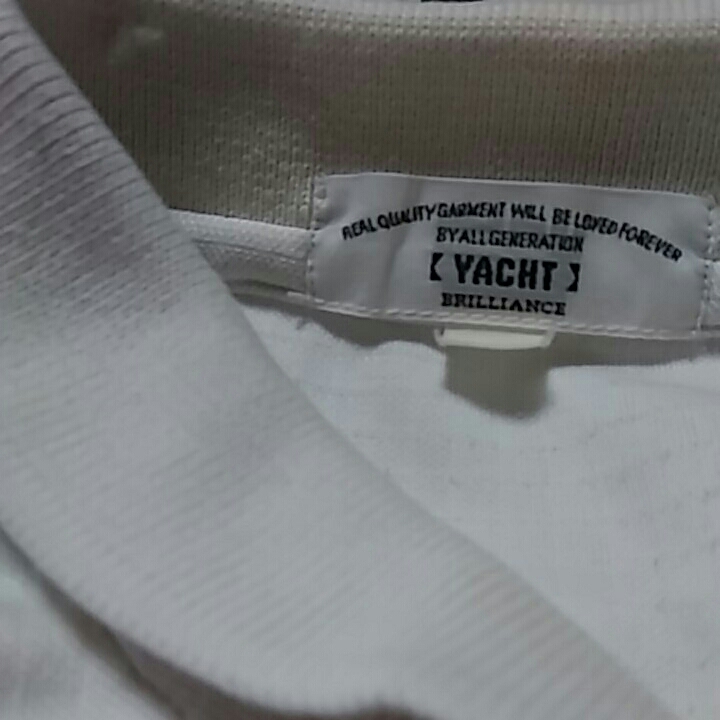 REAL QUALITY GARMENT WILL BE LOVED FOREVER
BY ALL GENERATION
【YACHT】
BRILLIANCE